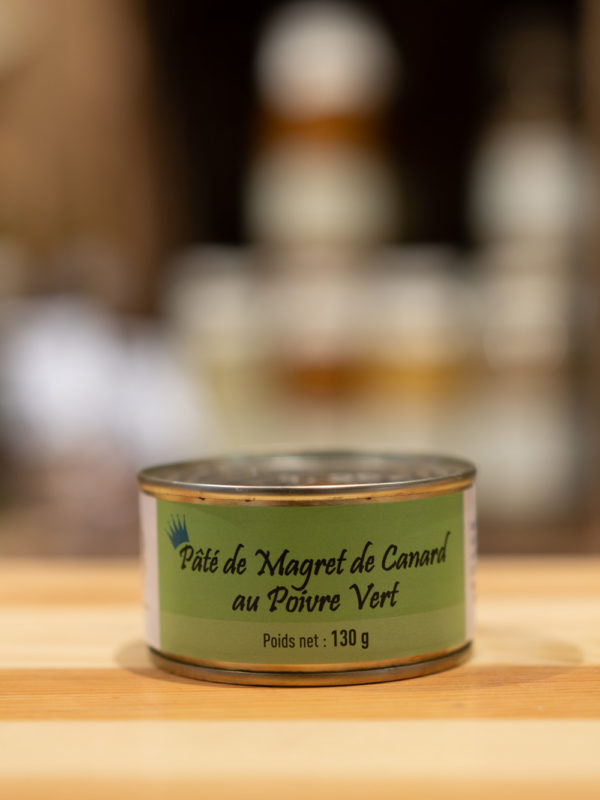 Pâté de Magret de Canard
au Poivre Vert
Poids net : 130 g